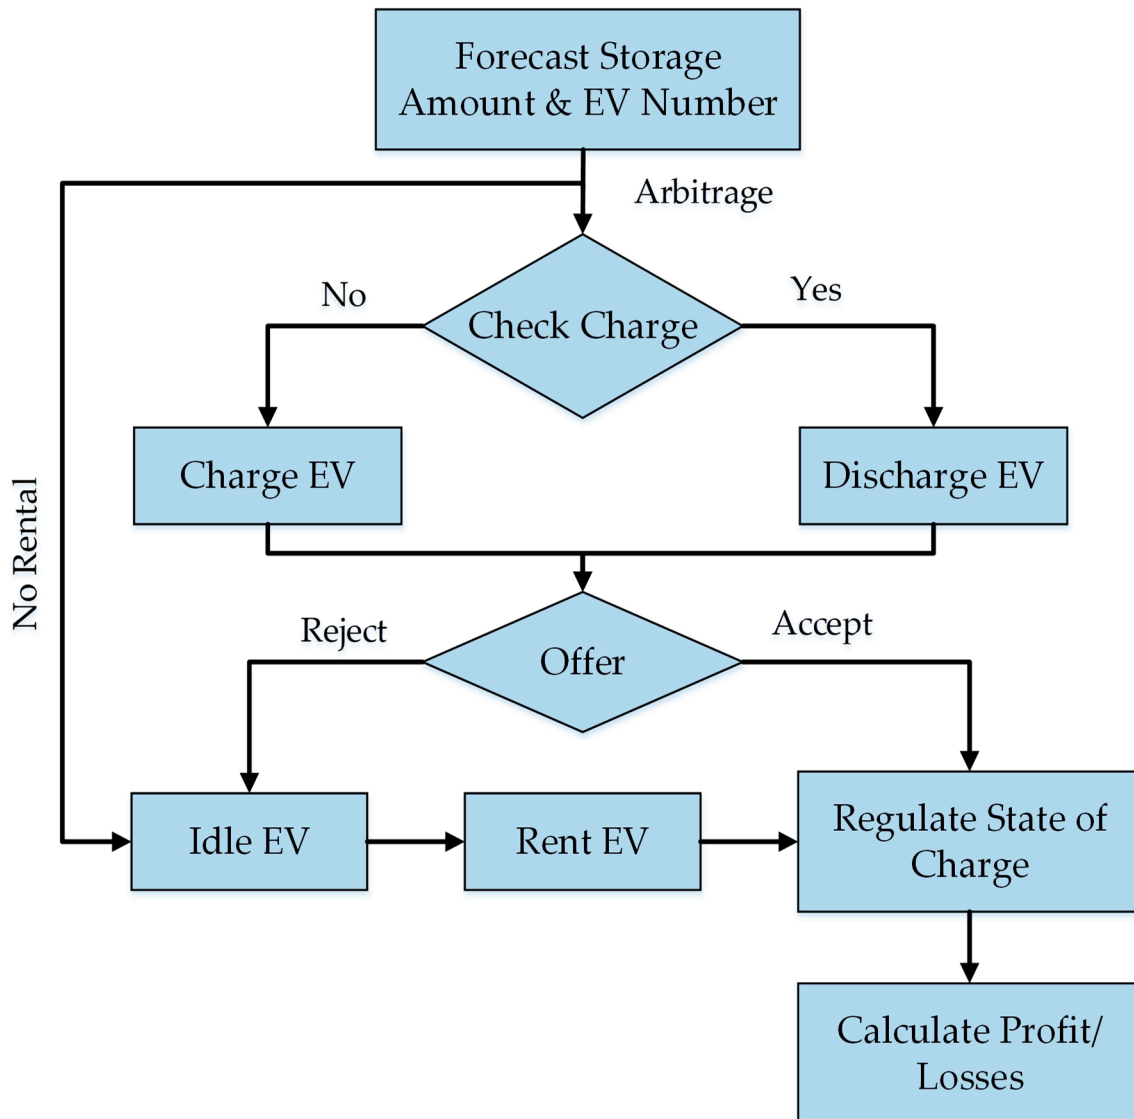 Forecast Storage
Amount & EV Number
Arbitrage
No
Yes
Check Charge
Charge EV
Discharge EV
No Rental
Reject
Accept
Offer
Idle EV
Rent EV
Regulate State of
Charge
Calculate Profit/
Losses